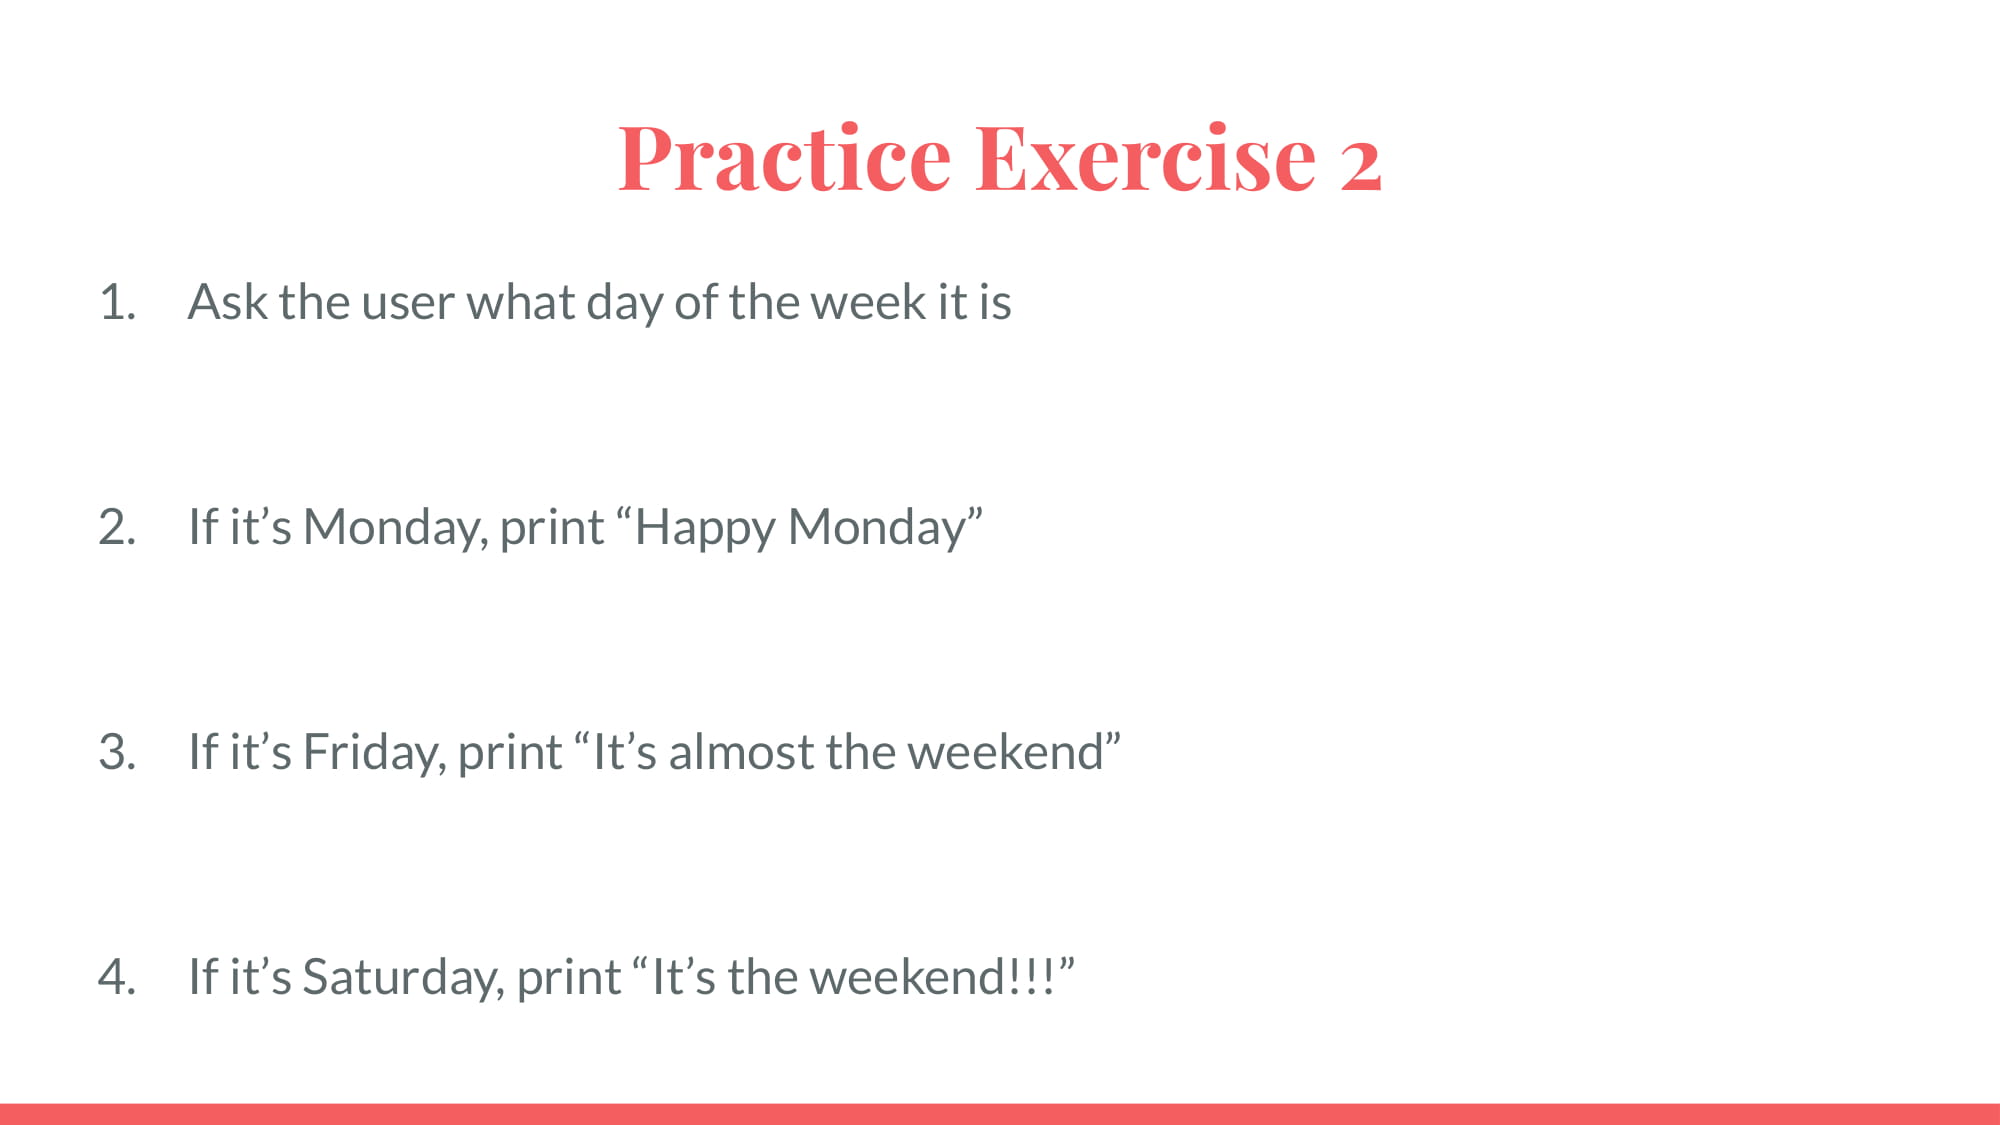 Practice Exercise 2
1. Ask the user what day of the week it is
2. If it’s Monday, print “Happy Monday”
3. If it’s Friday, print “It’s almost the weekend”
4. If it’s Saturday, print “It’s the weekend!!!”